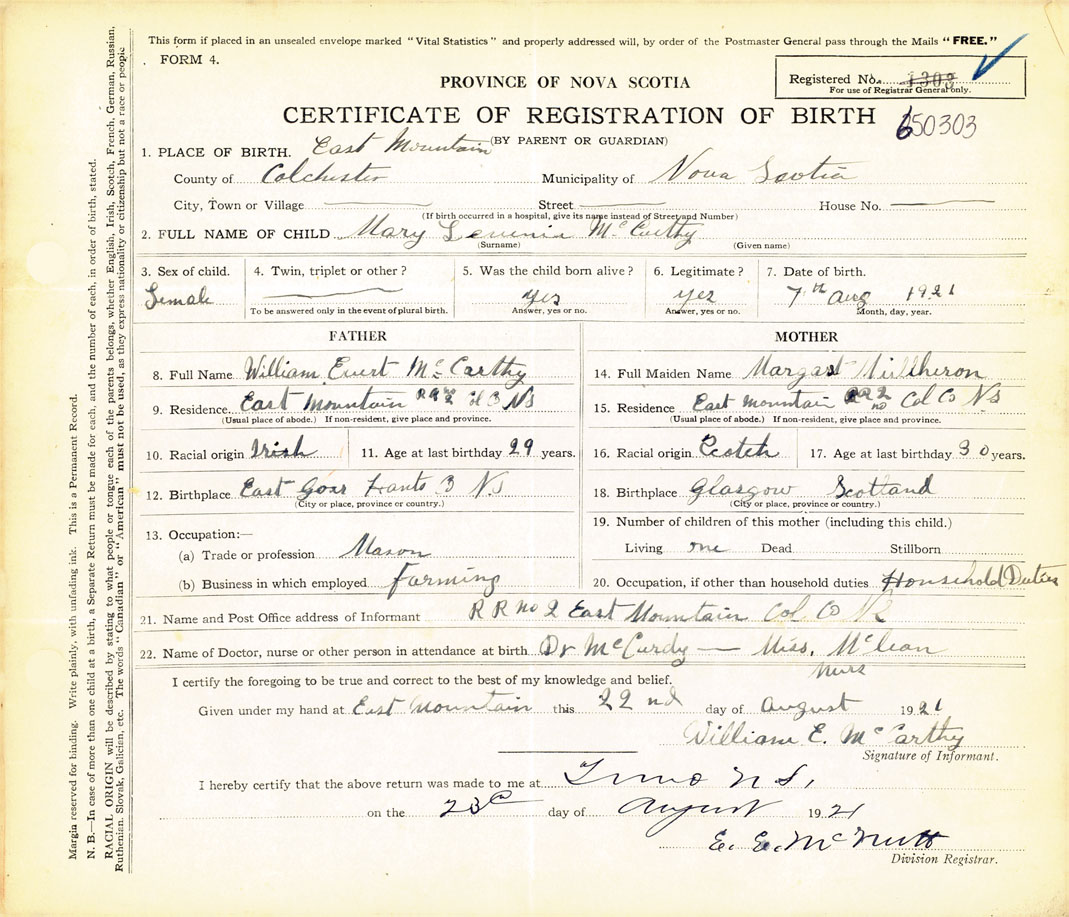 This form if placed in an unsealed envelope marked "Vital Statistics" and properly addressed will, by order of the Postmaster General pass through the Mails "FREE."
FORM 4.
Registered No. 1303
For use of Registrar General only.
PROVINCE OF NOVA SCOTIA
CERTIFICATE OF REGISTRATION OF BIRTH 650303
(BY PARENT OR GUARDIAN)
1. PLACE OF BIRTH. East Mountain
County of Colchester Municipality of Nova Scotia
City, Town or Village Street House No.
(If birth occurred in a hospital, give its name instead of Street and Number)
2. FULL NAME OF CHILD Mary McCarthy
(Surname) (Given name)
3. Sex of child. 4. Twin, triplet or other? 5. Was the child born alive? 6. Legitimate? 7. Date of birth.
Female yes yes 7th Aug 1921
To be answered only in the event of plural birth. Answer, yes or no. Answer, yes or no. Month, day, year.
FATHER MOTHER
8. Full Name William Evert McCarthy 14. Full Maiden Name Margart
9. Residence East Mountain NS 15. Residence East Mountain RR 2 no Col Co NS
(Usual place of abode.) If non-resident, give place and province. (Usual place of abode.) If non-resident, give place and province.
10. Racial origin Irish 11. Age at last birthday 29 years. 16. Racial origin Scotch 17. Age at last birthday 30 years.
12. Birthplace East Gore Hants NS 18. Birthplace Glasgow Scotland
(City or place, province or country.) (City or place, province or country.)
13. Occupation:— 19. Number of children of this mother (including this child.)
(a) Trade or profession Mason Living one Dead Stillborn
(b) Business in which employed Farming 20. Occupation, if other than household duties Household Duties
21. Name and Post Office address of Informant R R no 2 East Mountain Col Co NS
22. Name of Doctor, nurse or other person in attendance at birth Dr McCurdy — Miss. McLean
Nurs
I certify the foregoing to be true and correct to the best of my knowledge and belief.
Given under my hand at East Mountain this 22nd day of August 1921
William E. McCarthy
Signature of Informant.
I hereby certify that the above return was made to me at Truro N.S.
on the 23d day of August 1921
E. E. McNutt
Division Registrar.
Margin reserved for binding. Write plainly, with unfading ink. This is a Permanent Record.
N. B.—In case of more than one child at a birth, a Separate Return must be made for each, and the number of each, in order of birth, stated.
RACIAL ORIGIN will be described by stating to what people or tongue each of the parents belongs, whether English, Irish, Scotch, French, German, Russian,
Ruthenian, Slovak, Galician, etc. The words "Canadian" or "American" must not be used, as they express nationality or citizenship but not a race or people